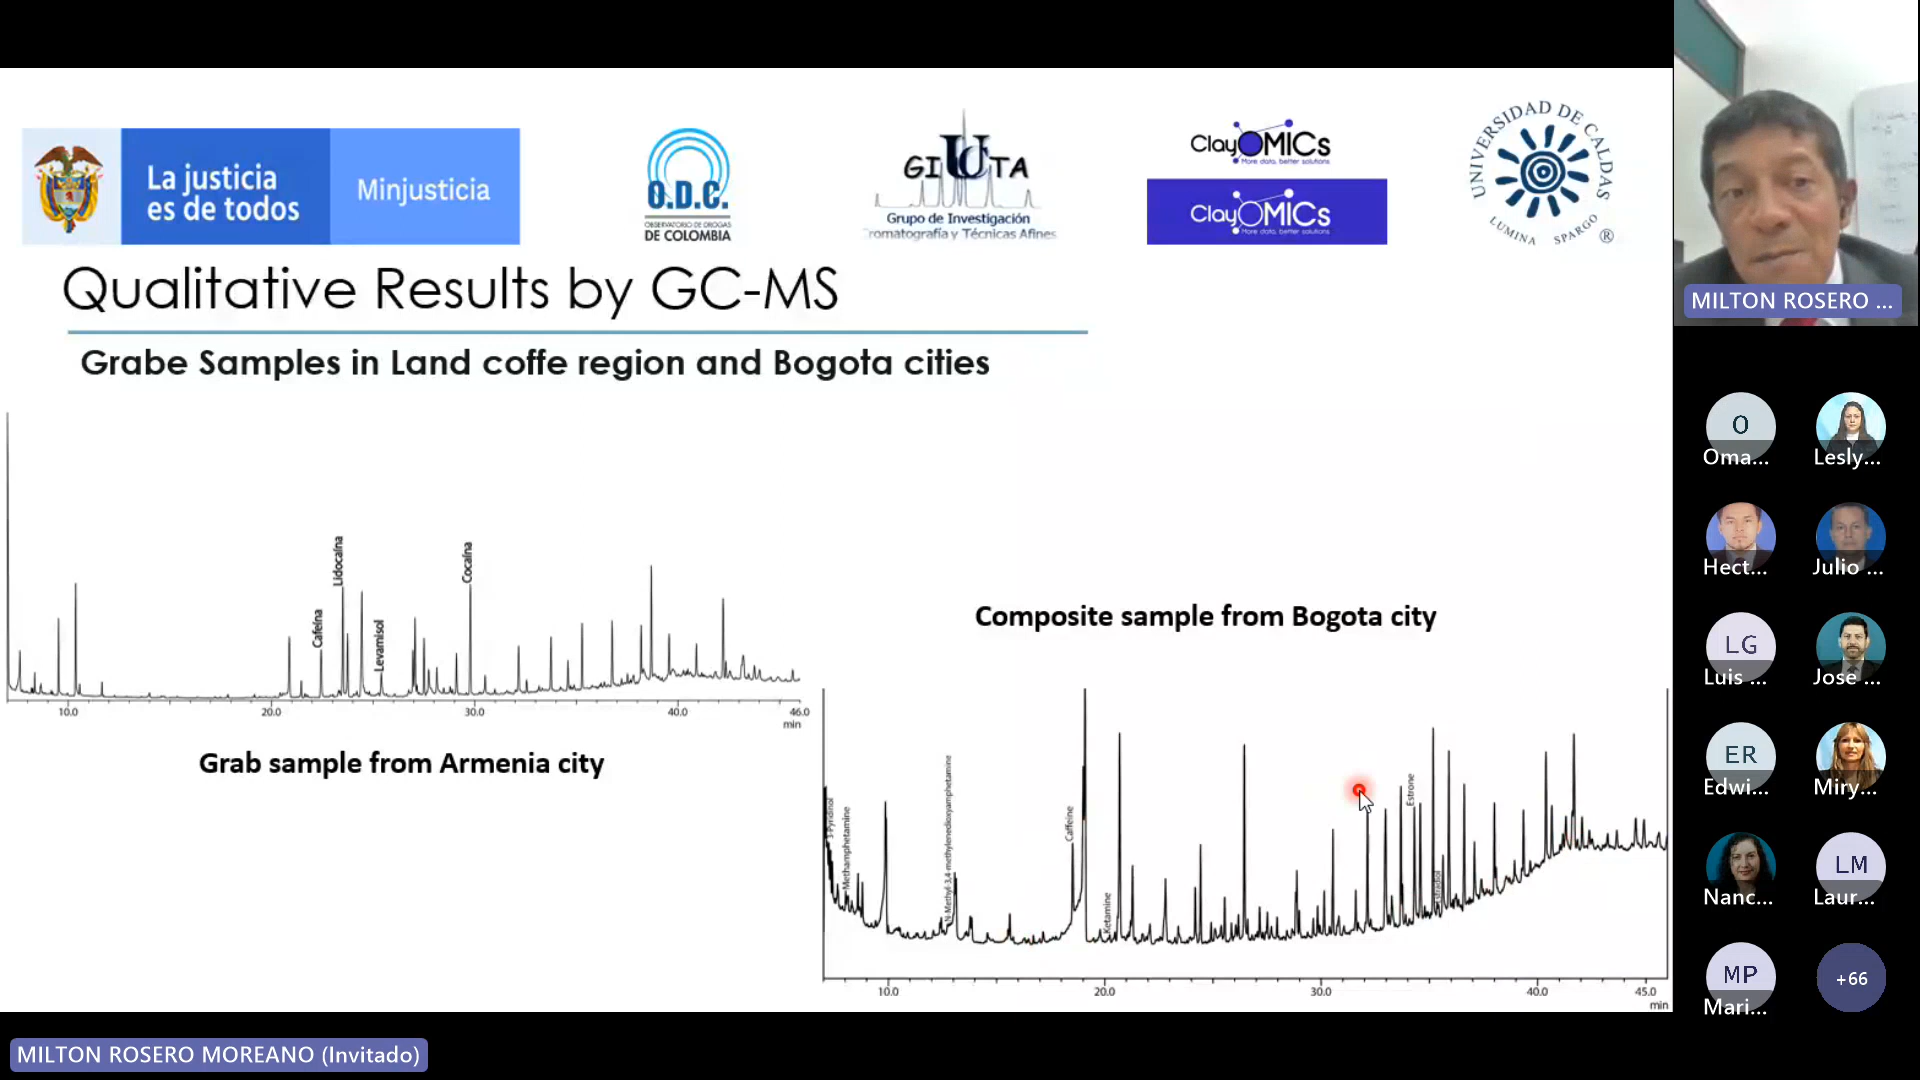 La justicia
es de todos
Minjusticia
O.D.C.
OBSERVATORIO DE DROGAS
DE COLOMBIA
GIUCTA
Grupo de Investigación
romatografía y Técnicas Afines
ClayOMICs
More data, better solutions
ClayOMICs
More data, better solutions
UNIVERSIDAD DE CALDAS
LUMINA SPARGO
®
Qualitative Results by GC-MS
Grabe Samples in Land coffe region and Bogota cities
Cafeína
Lidocaína
Levamisol
Cocaína
10.0 20.0 30.0 40.0 46.0
min
Grab sample from Armenia city
Composite sample from Bogota city
3-Pyridinol
Methamphetamine
N-Methyl-3,4-methylenedioxyamphetamine
Caffeine
Ketamine
Estrone
10.0 20.0 30.0 40.0 45.0
min
MILTON ROSERO ...
O
Oma...
Lesly...
Hect...
Julio ...
LG
Luis ...
Jose ...
ER
Edwi...
Miry...
Nanc...
LM
Laur...
MP
Mari...
+66
MILTON ROSERO MOREANO (Invitado)